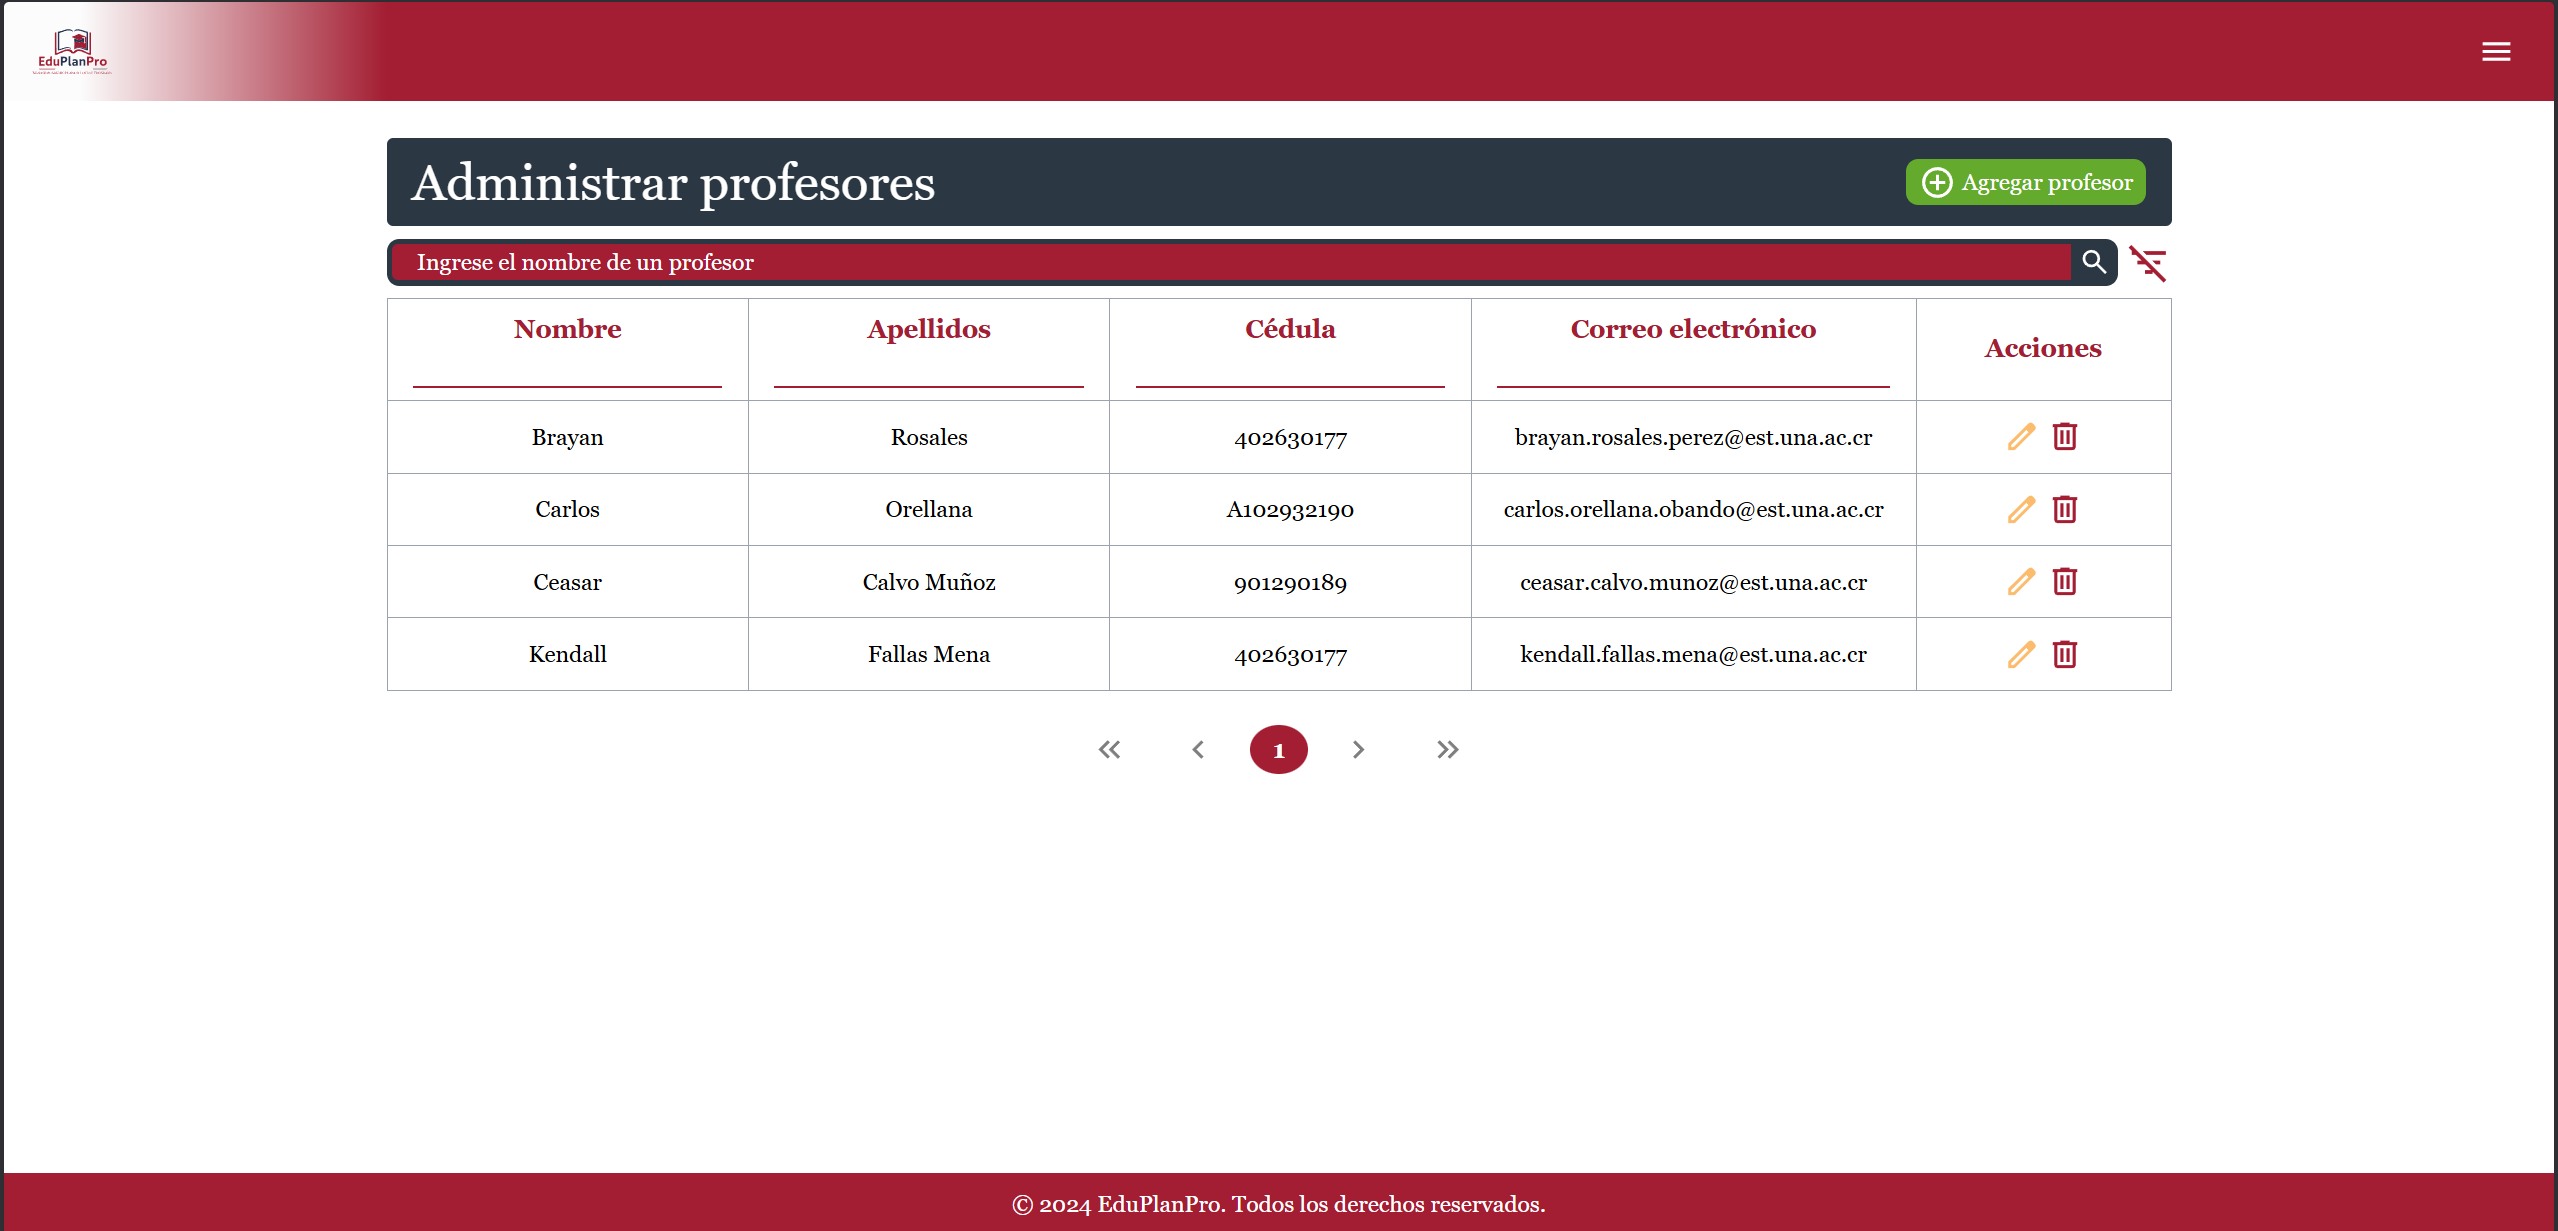 EduPlanPro
Administrar profesores
Agregar profesor
Ingrese el nombre de un profesor
Nombre Apellidos Cédula Correo electrónico Acciones
Brayan Rosales 402630177 brayan.rosales.perez@est.una.ac.cr
Carlos Orellana A102932190 carlos.orellana.obando@est.una.ac.cr
Ceasar Calvo Muñoz 901290189 ceasar.calvo.munoz@est.una.ac.cr
Kendall Fallas Mena 402630177 kendall.fallas.mena@est.una.ac.cr
1
© 2024 EduPlanPro. Todos los derechos reservados.